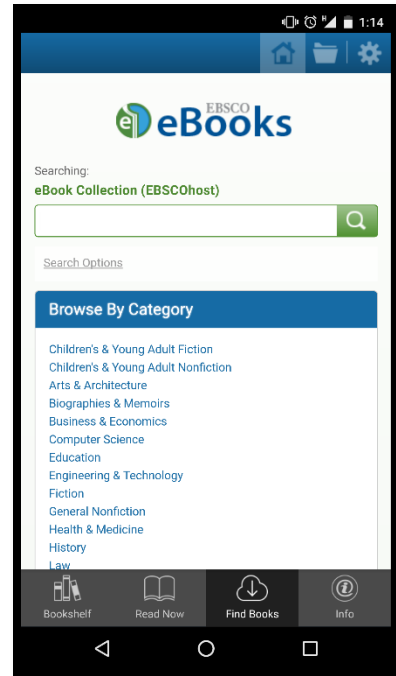 H 1:14
EBSCO
eBooks
Searching:
eBook Collection (EBSCOhost)
Search Options
Browse By Category
Children's & Young Adult Fiction
Children's & Young Adult Nonfiction
Arts & Architecture
Biographies & Memoirs
Business & Economics
Computer Science
Education
Engineering & Technology
Fiction
General Nonfiction
Health & Medicine
History
Law
Bookshelf Read Now Find Books Info